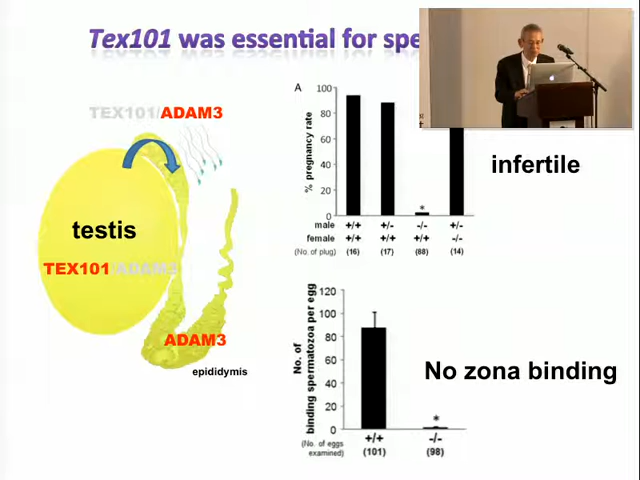 Tex101 was essential for spe
TEX101/ADAM3
testis
TEX101/ADAM3
ADAM3
epididymis
A
% pregnancy rate
100
80
60
40
20
0
*
male +/+ +/- -/- +/-
female +/+ +/+ +/+ -/-
(No. of plug) (16) (17) (88) (14)
infertile
No. of
binding spermatozoa per egg
120
100
80
60
40
20
0
*
+/+ -/-
(No. of eggs
examined) (101) (98)
No zona binding